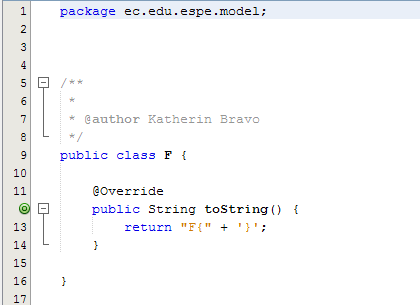 1 package ec.edu.espe.model;
2
3
4
5 /**
6 *
7 * @author Katherin Bravo
8 */
9 public class F {
10
11 @Override
public String toString() {
13 return "F{" + '}';
14 }
15
16 }
17